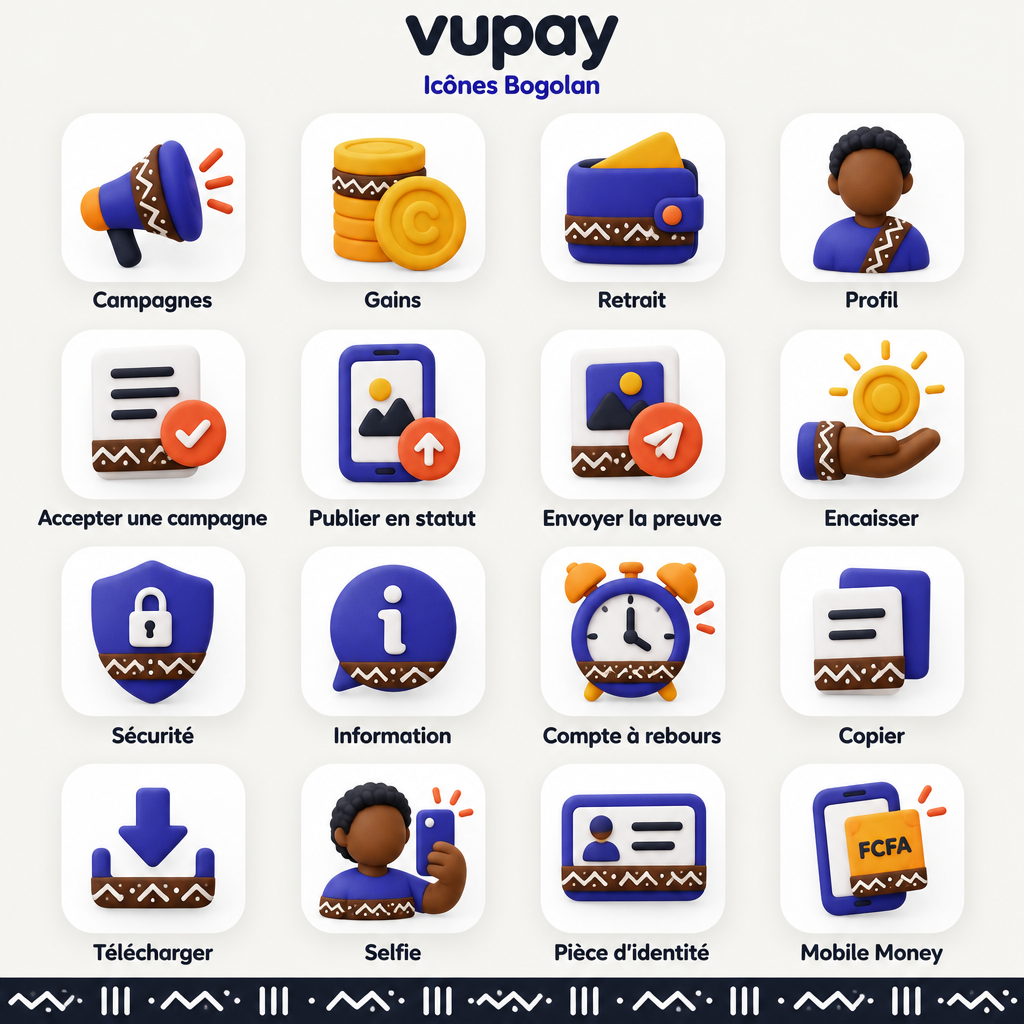 vupay
Icônes Bogolan
C
Campagnes
Gains
Retrait
Profil
Accepter une campagne
Publier en statut
Envoyer la preuve
Encaisser
i
Sécurité
Information
Compte à rebours
Copier
FCFA
Télécharger
Selfie
Pièce d'identité
Mobile Money